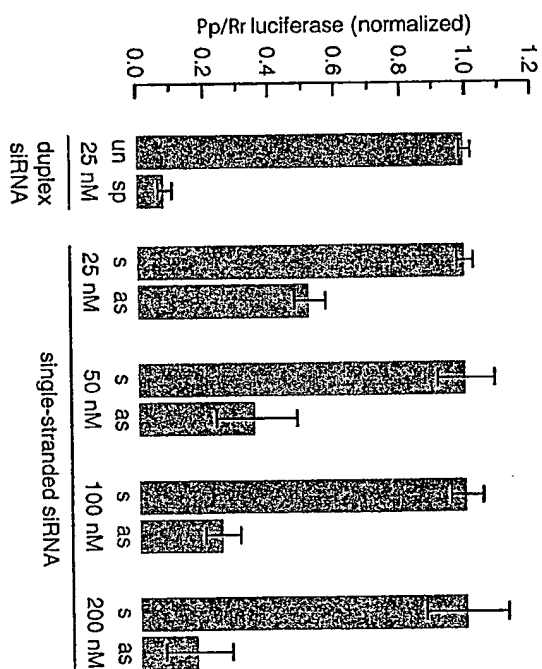 Pp/Rr luciferase (normalized)
0.0 0.2 0.4 0.6 0.8 1.0 1.2
un sp s as s as s as s as
25 nM 25 nM 50 nM 100 nM 200 nM
duplex
siRNA
single-stranded siRNA